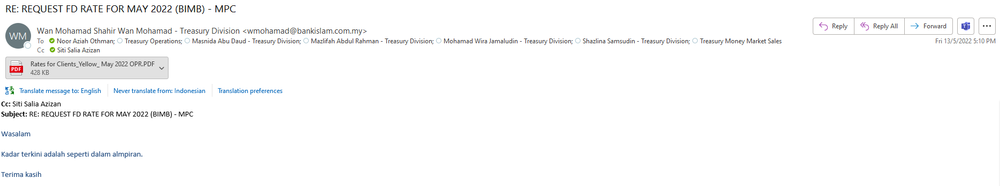 RE: REQUEST FD RATE FOR MAY 2022 (BIMB) - MPC
WM
Wan Mohamad Shahir Wan Mohamad - Treasury Division <wmohamad@bankislam.com.my>
Reply Reply All Forward
To Noor Aziah Othman; Treasury Operations; Masnida Abu Daud - Treasury Division; Mazlifah Abdul Rahman - Treasury Division; Mohamad Wira Jamaludin - Treasury Division; Shazlina Samsudin - Treasury Division; Treasury Money Market Sales
Fri 13/5/2022 5:10 PM
Cc Siti Salia Azizan
PDF
Rates for Clients_Yellow_ May 2022 OPR.PDF
428 KB
Translate message to: English Never translate from: Indonesian Translation preferences
Cc: Siti Salia Azizan
Subject: RE: REQUEST FD RATE FOR MAY 2022 (BIMB) - MPC
Wasalam
Kadar terkini adalah seperti dalam almpiran.
Terima kasih